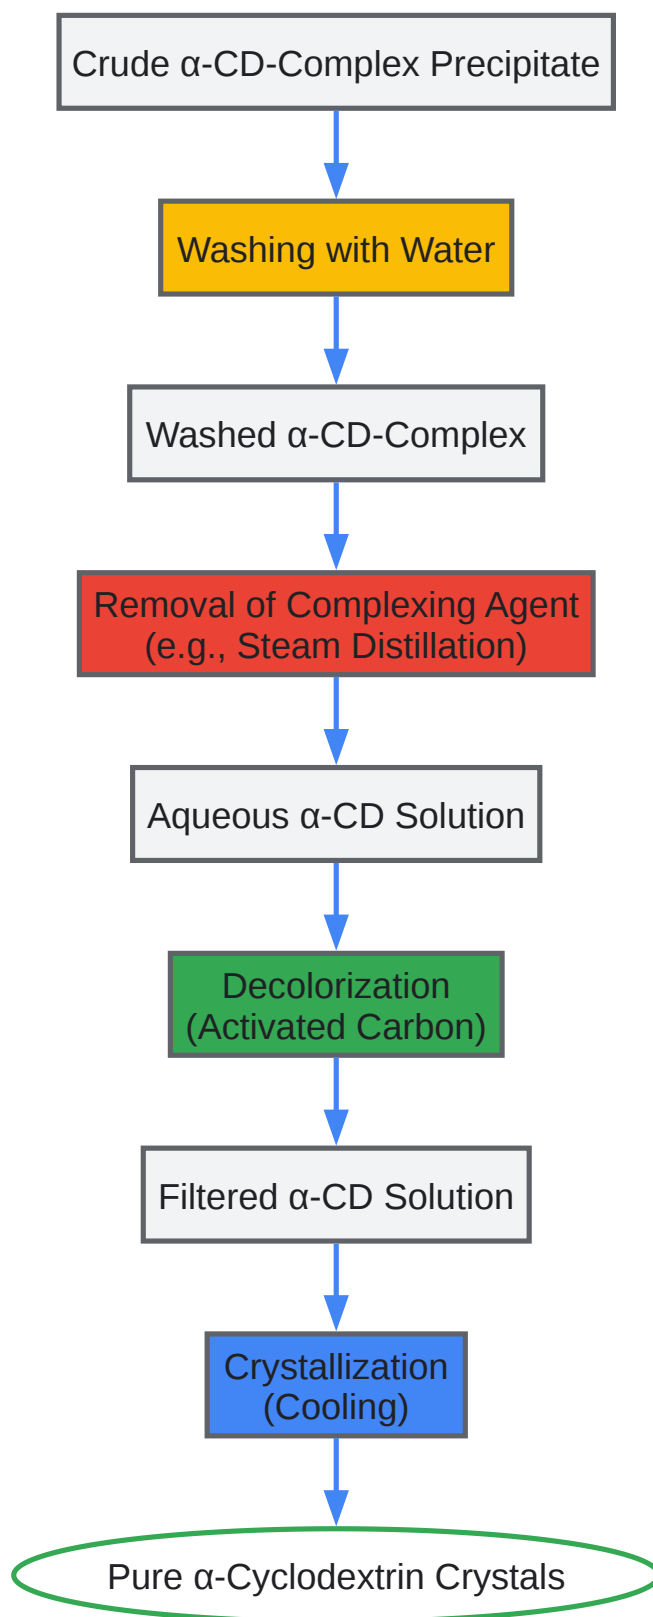 Crude α-CD-Complex Precipitate
Washing with Water
Washed α-CD-Complex
Removal of Complexing Agent
(e.g., Steam Distillation)
Aqueous α-CD Solution
Decolorization
(Activated Carbon)
Filtered α-CD Solution
Crystallization
(Cooling)
Pure α-Cyclodextrin Crystals